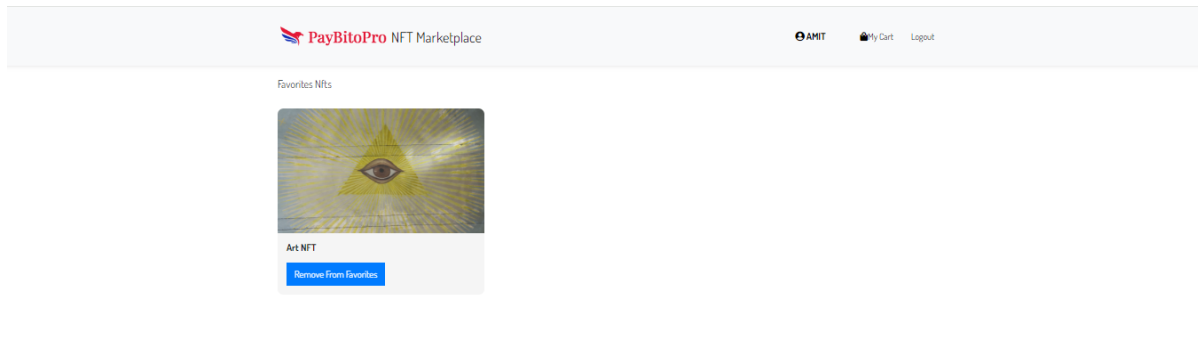 PayBitoPro NFT Marketplace
AMIT My Cart Logout
Favorites Nfts
Art NFT
Remove From Favorites